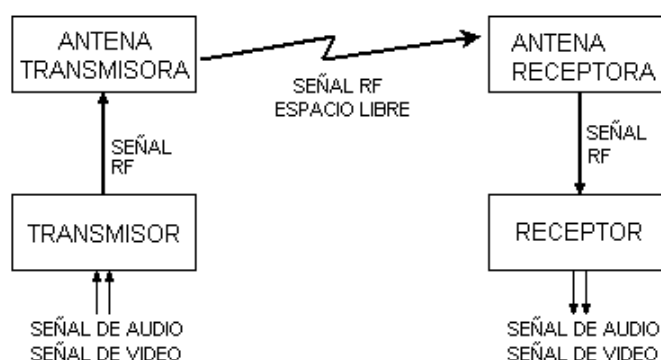 ANTENA
TRANSMISORA
SEÑAL RF
ESPACIO LIBRE
ANTENA
RECEPTORA
SEÑAL
RF
SEÑAL
RF
TRANSMISOR
RECEPTOR
SEÑAL DE AUDIO
SEÑAL DE VIDEO
SEÑAL DE AUDIO
SEÑAL DE VIDEO